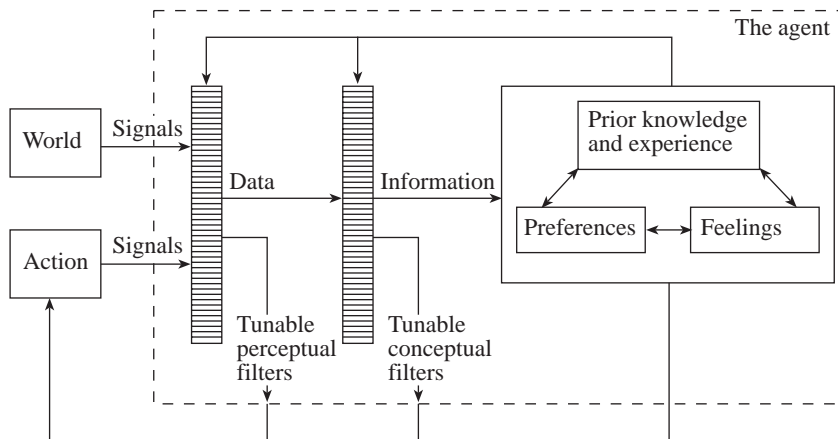 The agent
World
Signals
Prior knowledge
and experience
Data
Information
Preferences
Feelings
Action
Signals
Tunable
perceptual
filters
Tunable
conceptual
filters